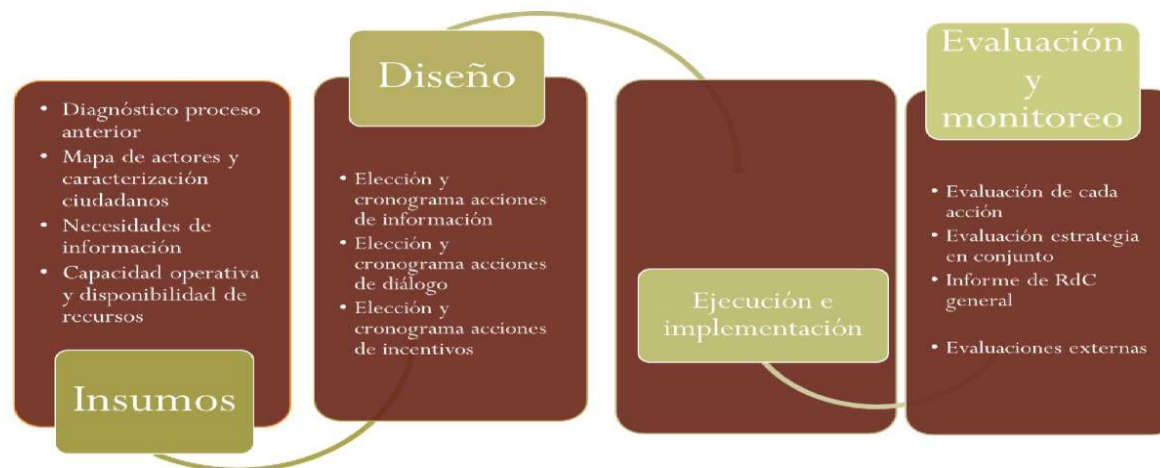 • Diagnóstico proceso
anterior
• Mapa de actores y
caracterización
ciudadanos
• Necesidades de
información
• Capacidad operativa
y disponibilidad de
recursos
Insumos
Diseño
• Elección y
cronograma acciones
de información
• Elección y
cronograma acciones
de diálogo
• Elección y
cronograma acciones
de incentivos
Ejecución e
implementación
Evaluación
y
monitoreo
• Evaluación de cada
acción
• Evaluación estrategia
en conjunto
• Informe de RdC
general
• Evaluaciones externas